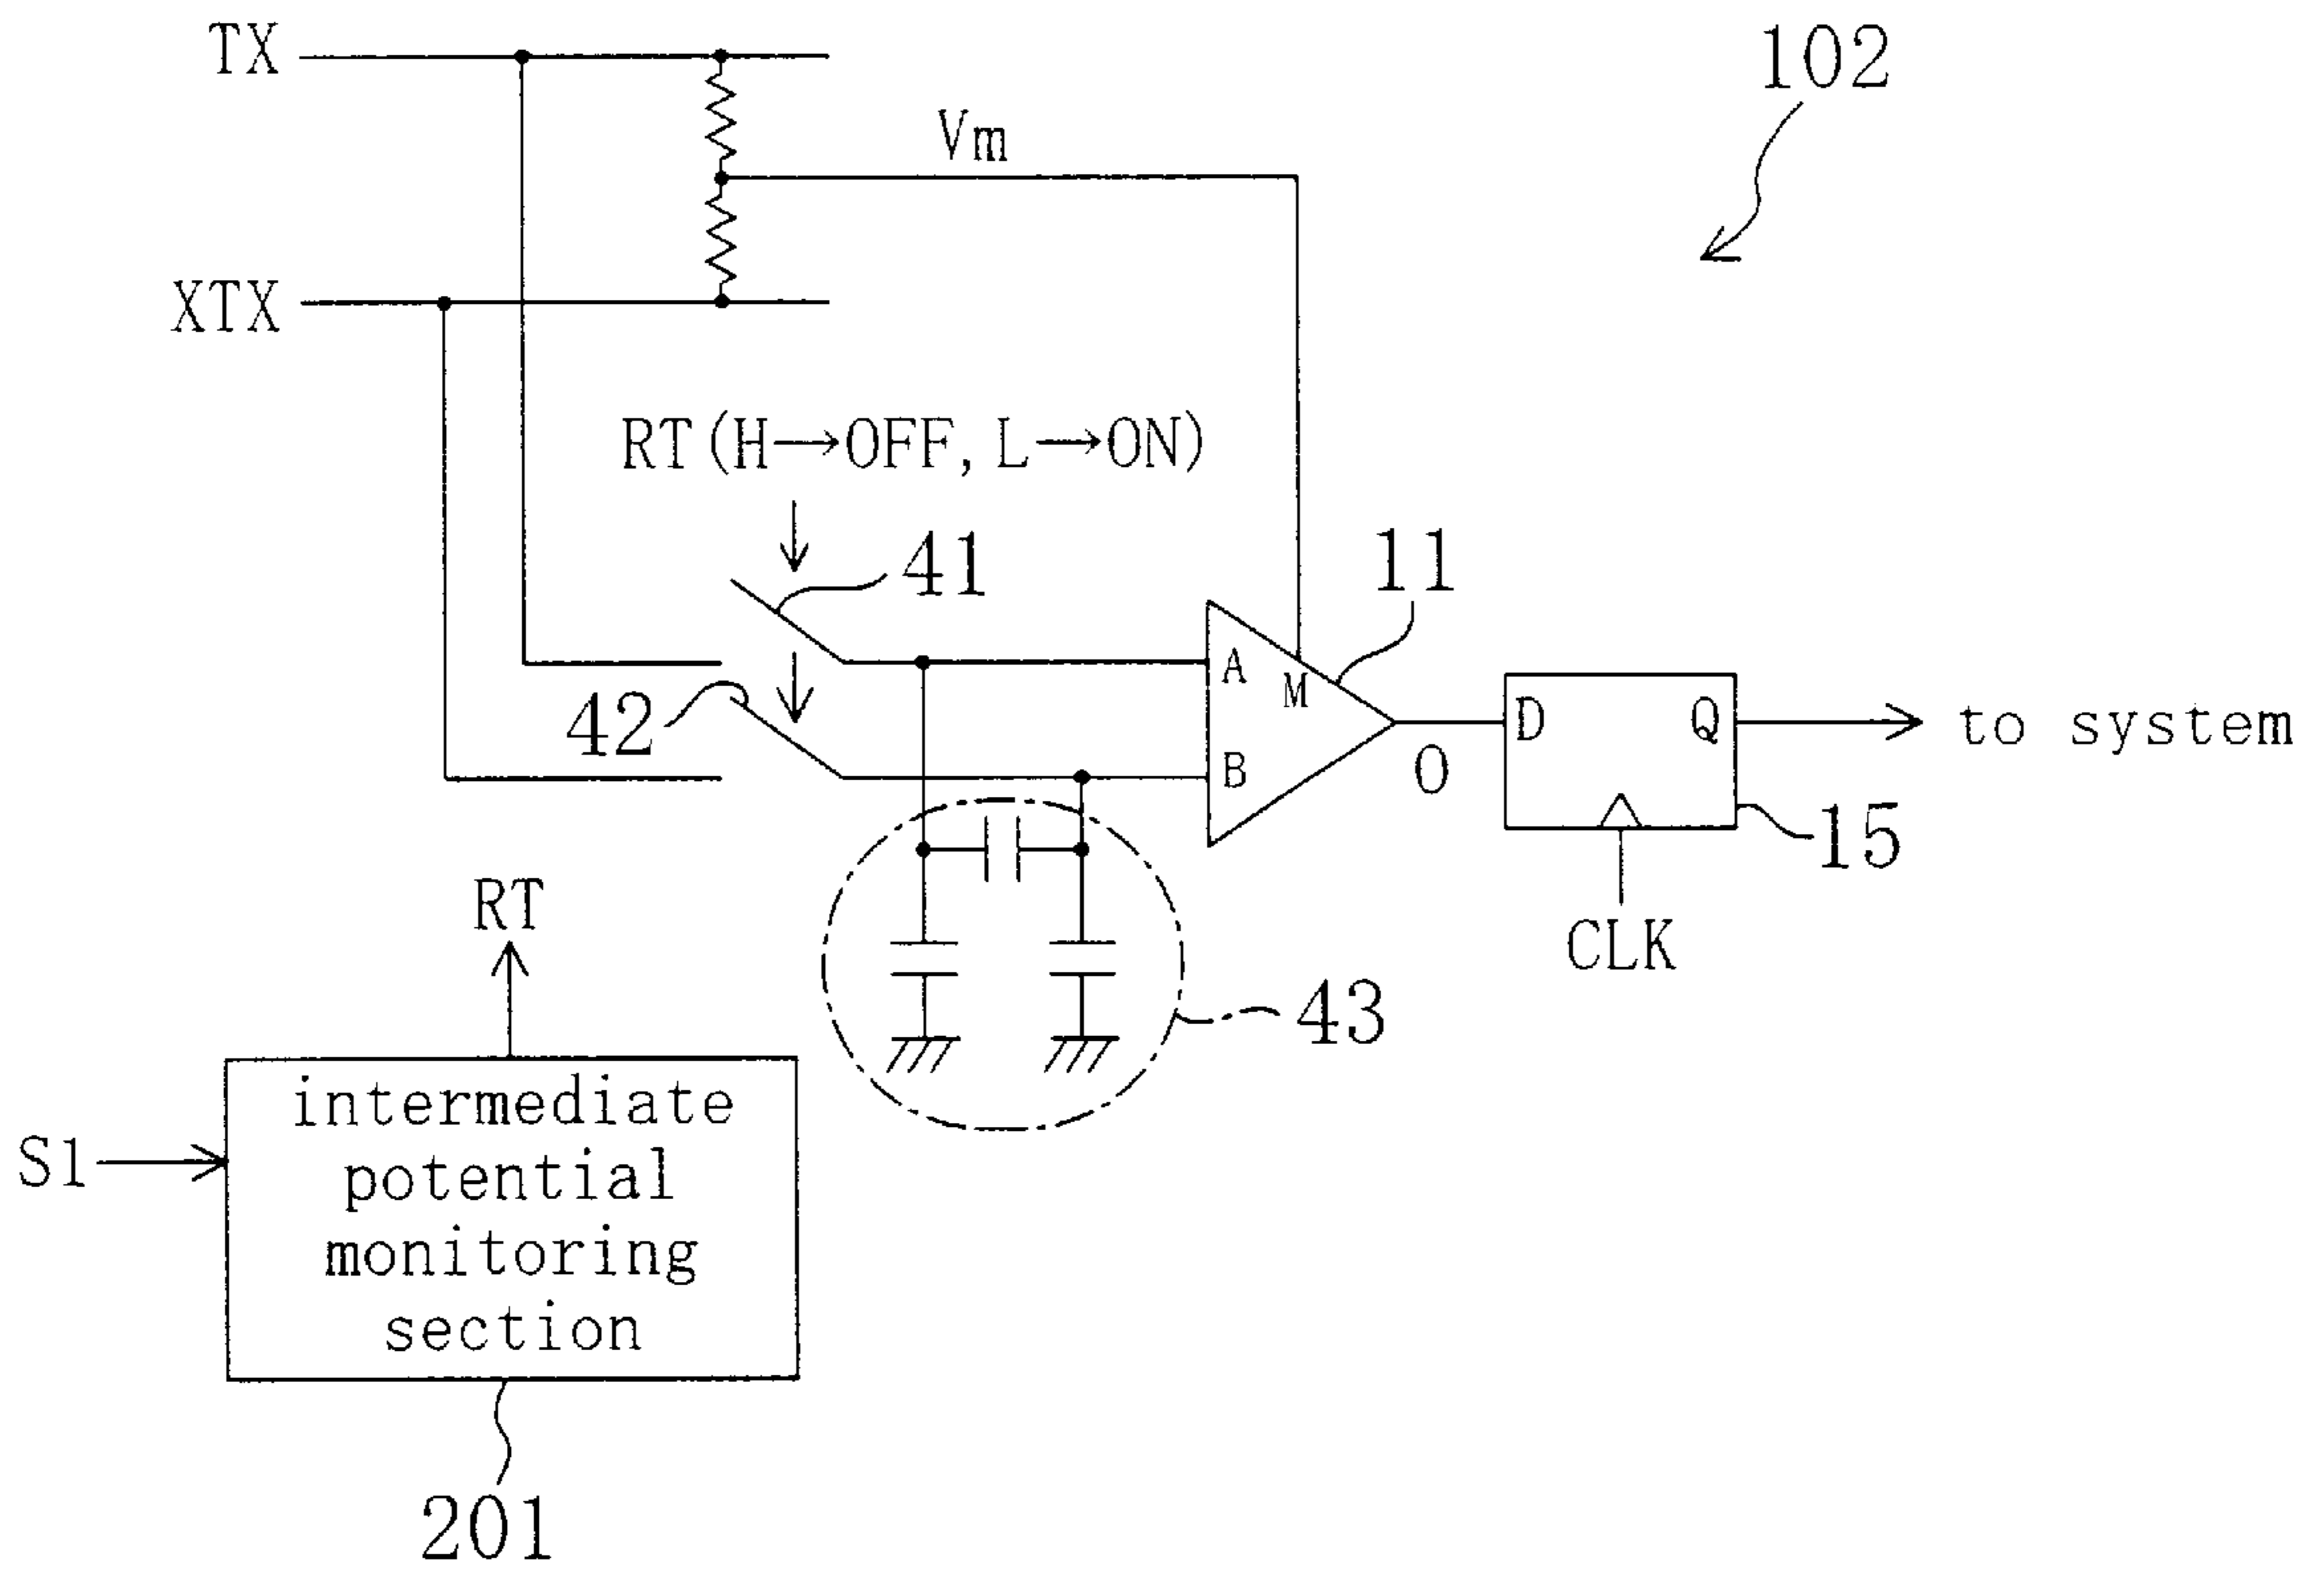 TX
102
Vm
XTX
RT(H→OFF, L→ON)
41
11
A
M
42
B
O
D
Q
to system
15
CLK
RT
43
S1
intermediate
potential
monitoring
section
201